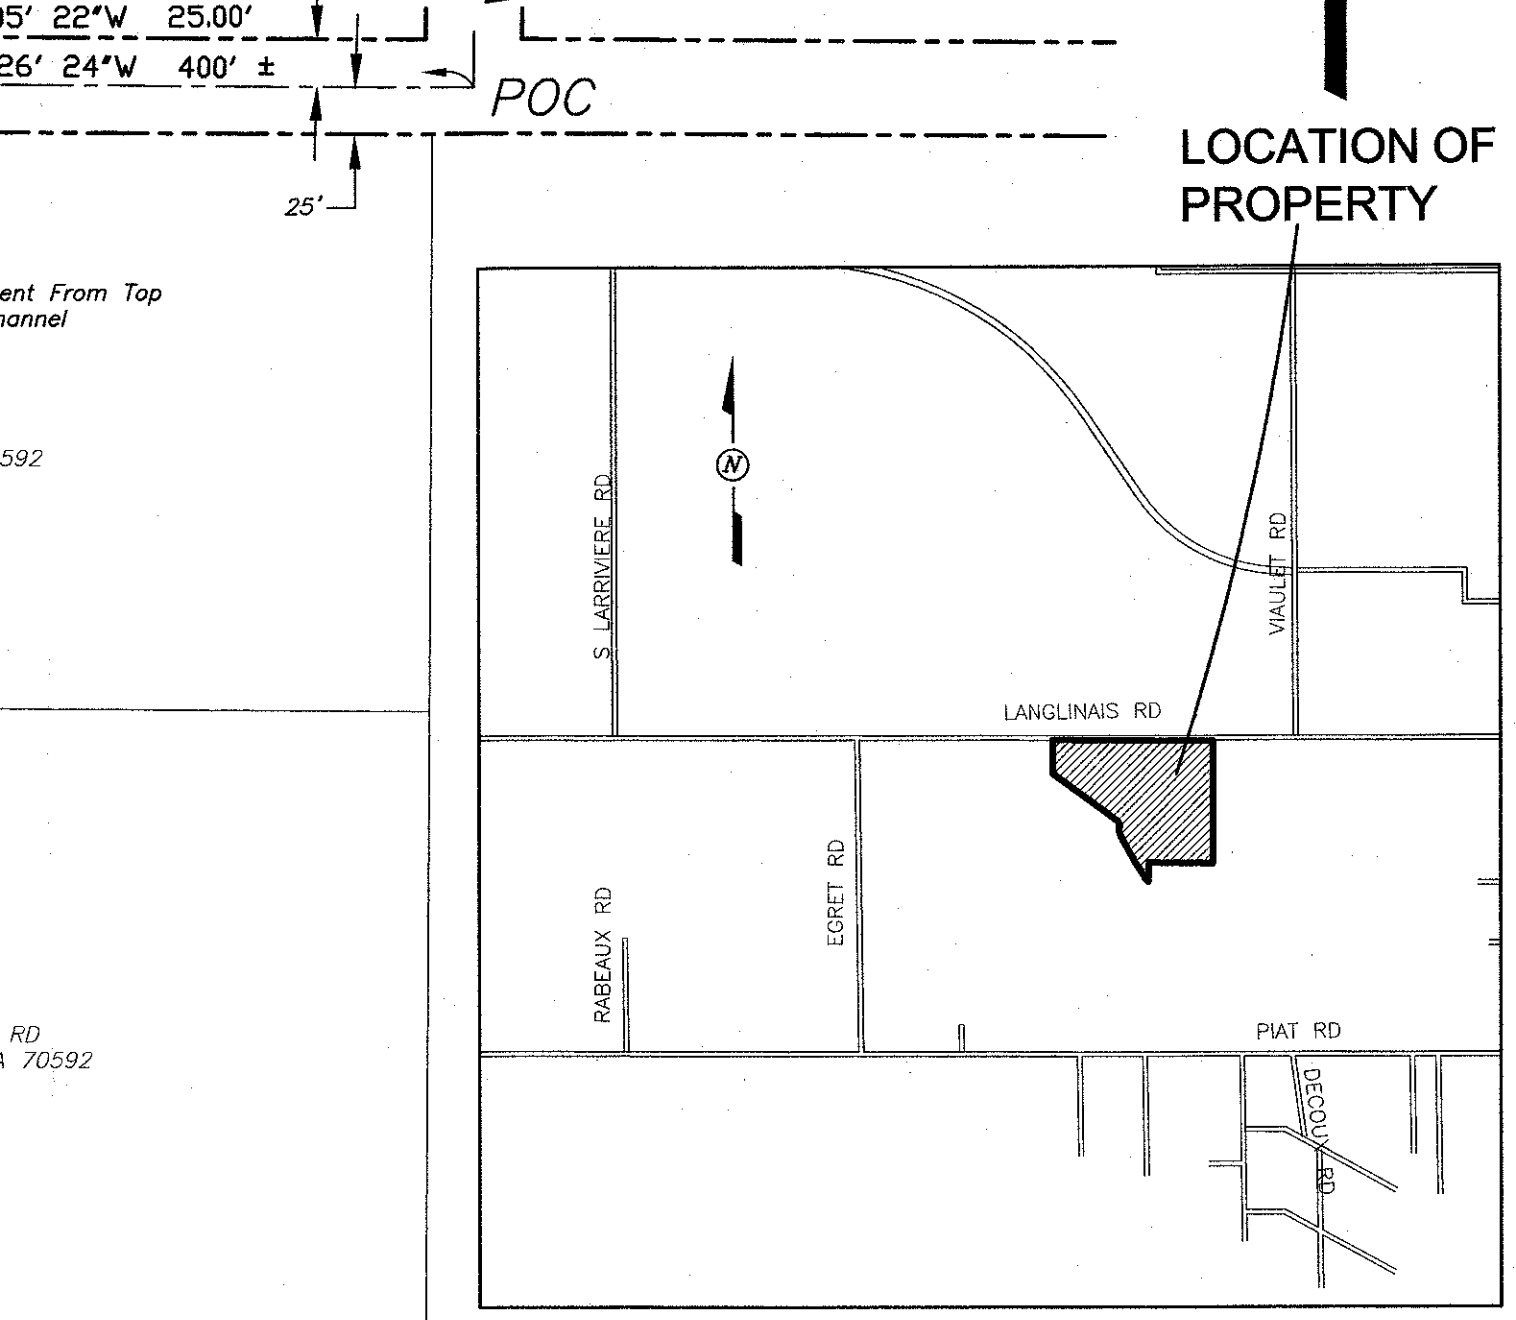 05' 22"W 25.00'
26' 24"W 400' ±
POC
25'
LOCATION OF
PROPERTY
ent From Top
hannel
592
N
S LARRIVIERE RD
VIAULET RD
LANGLINAIS RD
EGRET RD
RABEAUX RD
PIAT RD
RD
A 70592
DECOUX RD